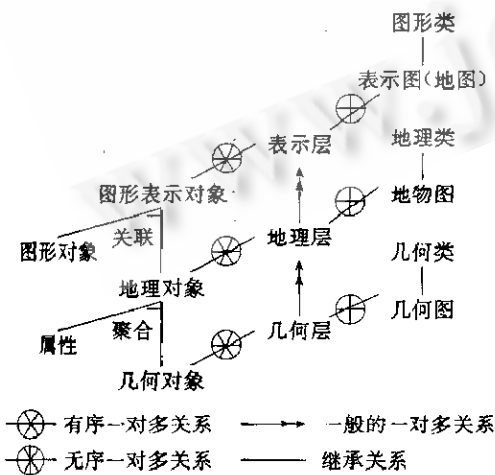 图形类
表示图(地图)
表示层
地理类
图形表示对象
地物图
关联
图形对象
地理层
几何类
地理对象
聚合
几何层
几何图
属性
几何对象
有序一对多关系
一般的一对多关系
无序一对多关系
继承关系
www.j